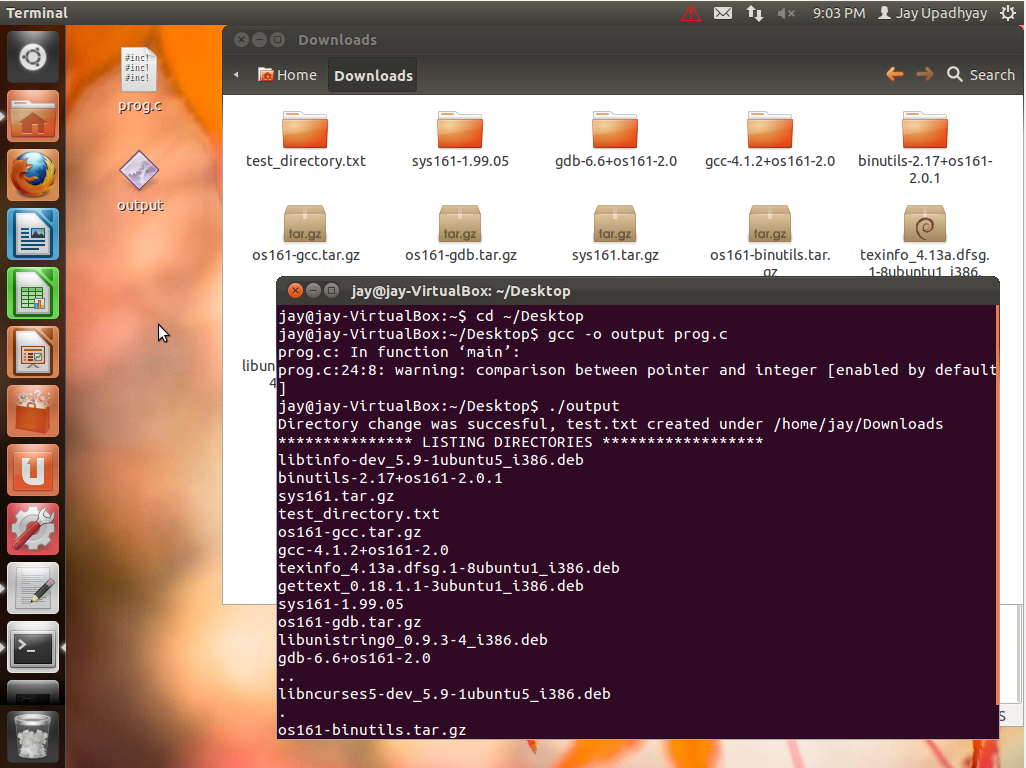 Terminal
9:03 PM
Jay Upadhyay
#inc!
#inc!
#inc!
prog.c
output
Downloads
Home
Downloads
Search
test_directory.txt
sys161-1.99.05
gdb-6.6+os161-2.0
gcc-4.1.2+os161-2.0
binutils-2.17+os161-
2.0.1
tar.gz
tar.gz
tar.gz
tar.gz
os161-gcc.tar.gz
os161-gdb.tar.gz
sys161.tar.gz
os161-binutils.tar.
gz
texinfo_4.13a.dfsg.
1-8ubuntu1_i386.
libun
4
jay@jay-VirtualBox: ~/Desktop
jay@jay-VirtualBox:~$ cd ~/Desktop
jay@jay-VirtualBox:~/Desktop$ gcc -o output prog.c
prog.c: In function ‘main’:
prog.c:24:8: warning: comparison between pointer and integer [enabled by default
]
jay@jay-VirtualBox:~/Desktop$ ./output
Directory change was succesful, test.txt created under /home/jay/Downloads
*************** LISTING DIRECTORIES ******************
libtinfo-dev_5.9-1ubuntu5_i386.deb
binutils-2.17+os161-2.0.1
sys161.tar.gz
test_directory.txt
os161-gcc.tar.gz
gcc-4.1.2+os161-2.0
texinfo_4.13a.dfsg.1-8ubuntu1_i386.deb
gettext_0.18.1.1-3ubuntu1_i386.deb
sys161-1.99.05
os161-gdb.tar.gz
libunistring0_0.9.3-4_i386.deb
gdb-6.6+os161-2.0
..
libncurses5-dev_5.9-1ubuntu5_i386.deb
.
os161-binutils.tar.gz